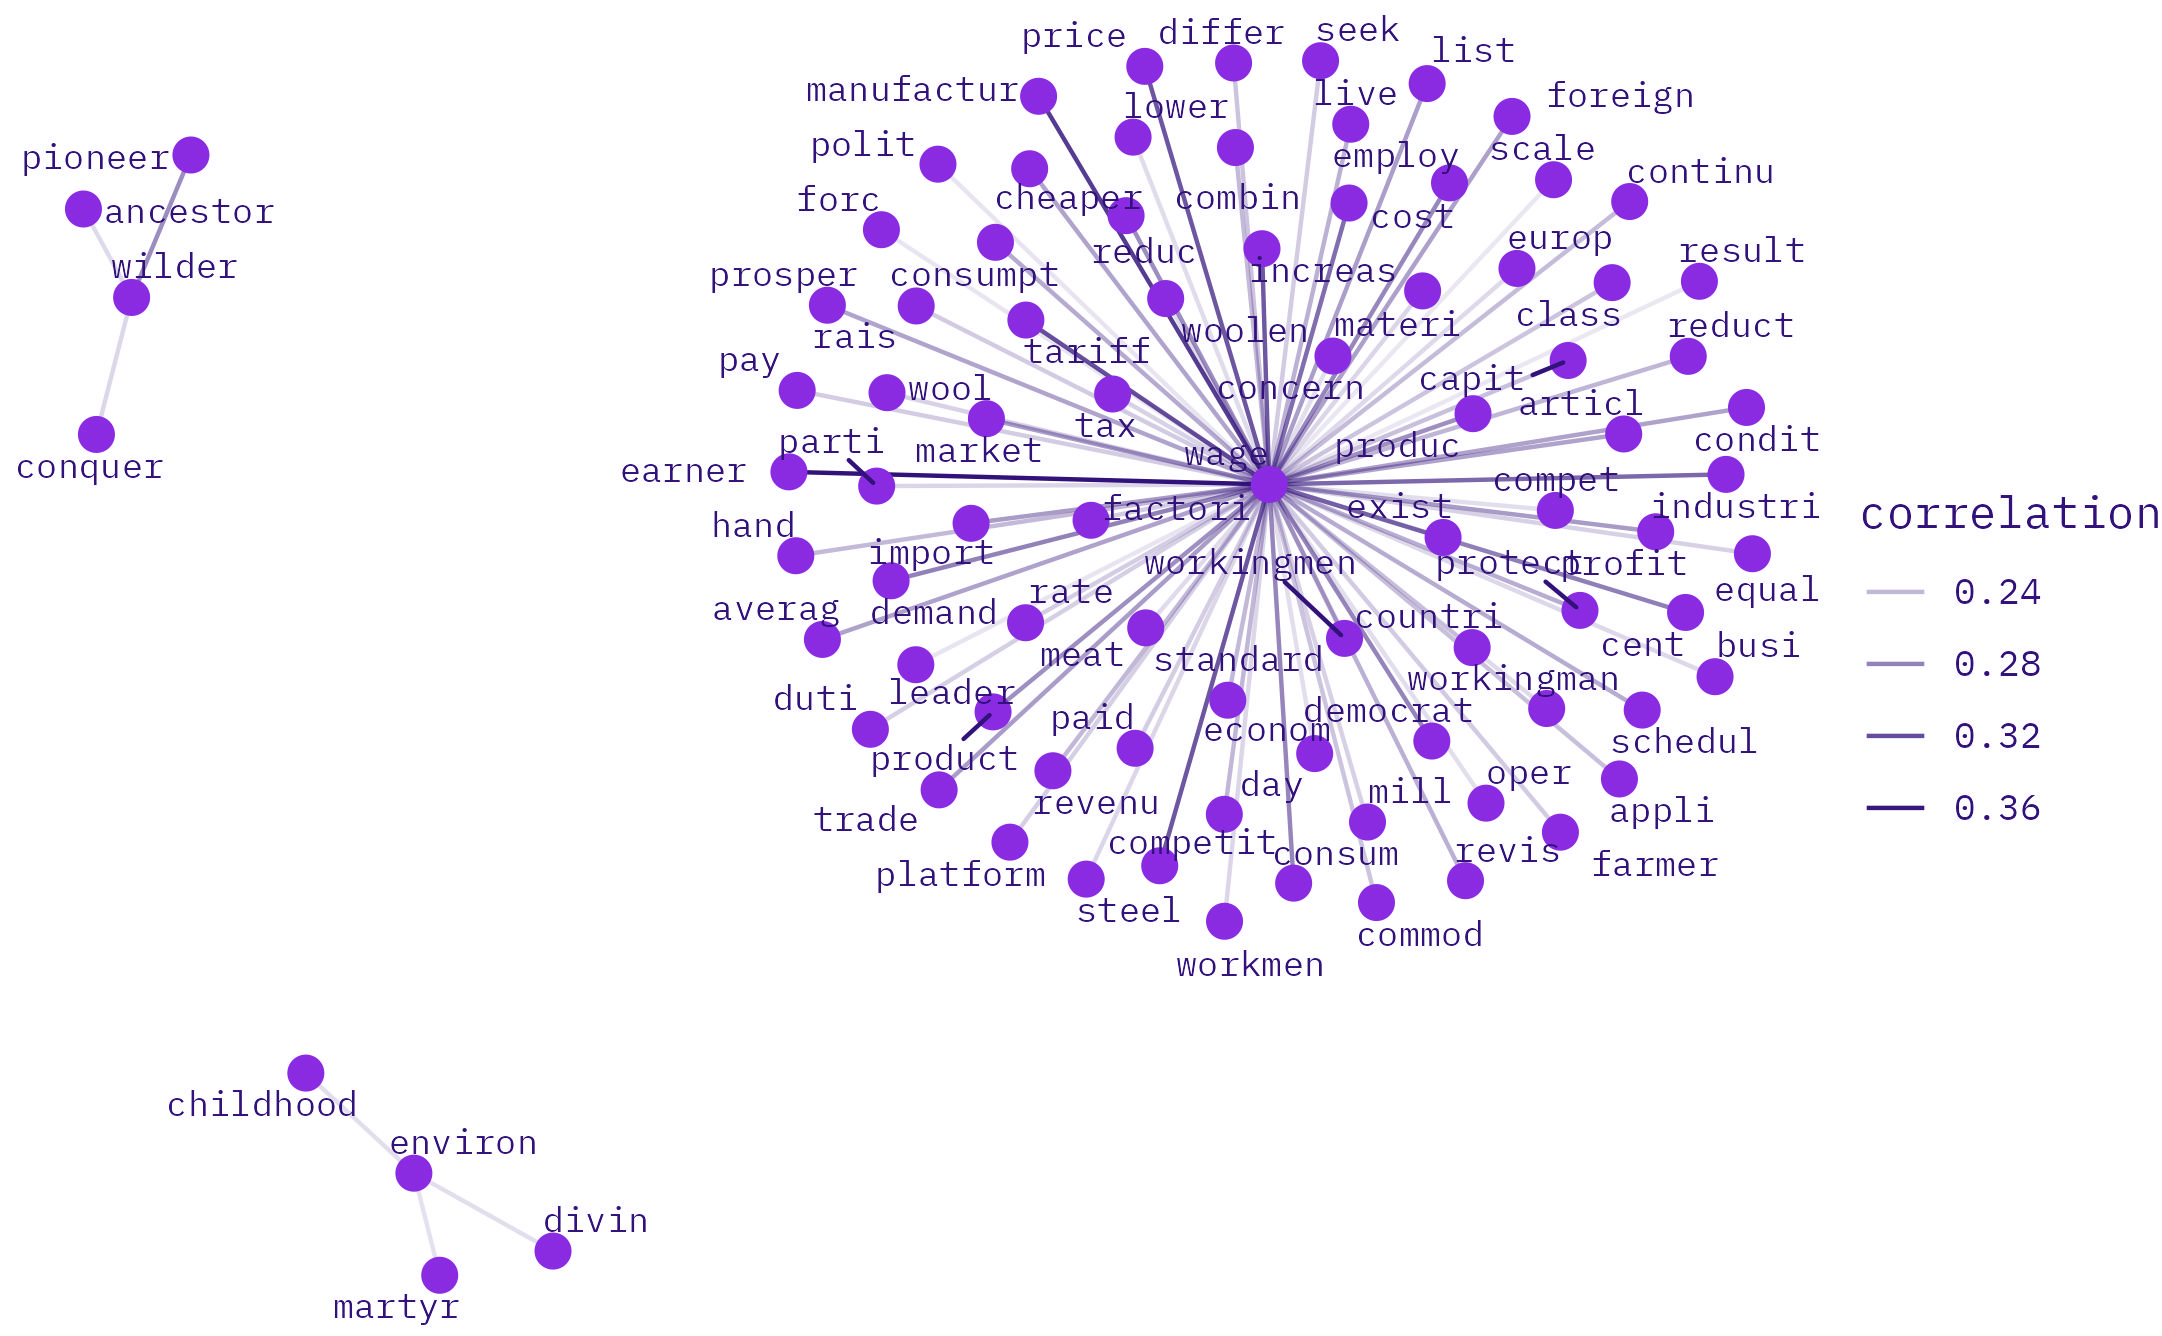 price
differ
seek
list
manufactur
lower
live
foreign
polit
employ
scale
continu
forc
cheaper
combin
cost
pioneer
ancestor
wilder
conquer
prosper
consumpt
reduc
increas
europ
result
rais
tariff
woolen
materi
class
reduct
pay
wool
tax
concern
capit
articl
condit
parti
market
wage
produc
earner
compet
hand
import
factori
exist
industri
workingmen
protect
profit
equal
averag
demand
rate
meat
standard
countri
cent
busi
duti
leader
paid
econom
democrat
workingman
schedul
product
trade
revenu
day
mill
oper
appli
platform
competit
consum
revis
farmer
steel
workmen
commod
correlation
0.24
0.28
0.32
0.36
childhood
environ
divin
martyr